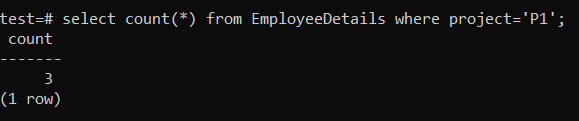 test=# select count(*) from EmployeeDetails where project='P1';
 count
-------
     3
(1 row)